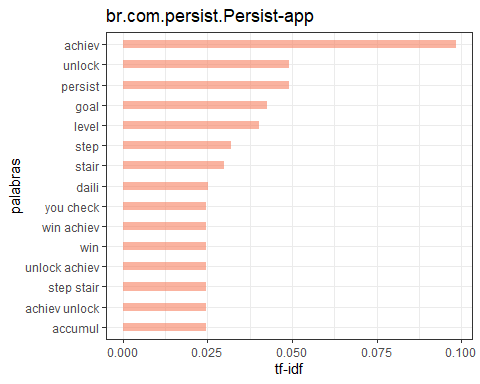 br.com.persist.Persist-app
achiev
unlock
persist
goal
level
step
stair
daili
you check
win achiev
win
unlock achiev
step stair
achiev unlock
accumul
palabras
0.000 0.025 0.050 0.075 0.100
tf-idf